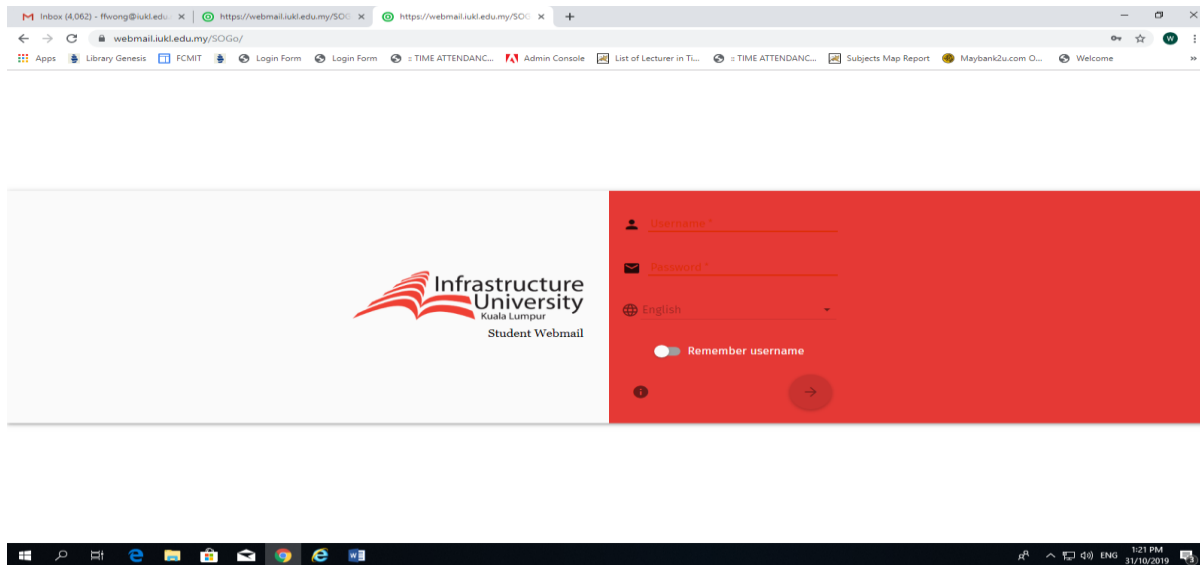 Inbox (4,062) - ffwong@iukl.edu. https://webmail.iukl.edu.my/SOG https://webmail.iukl.edu.my/SOG
webmail.iukl.edu.my/SOGo/
Apps Library Genesis FCMIT Login Form Login Form :: TIME ATTENDANC... Admin Console List of Lecturer in Ti... :: TIME ATTENDANC... Subjects Map Report Maybank2u.com O... Welcome »
W
Infrastructure
University
Kuala Lumpur
Student Webmail
Username *
Password *
English
Remember username
ENG 1:21 PM
31/10/2019